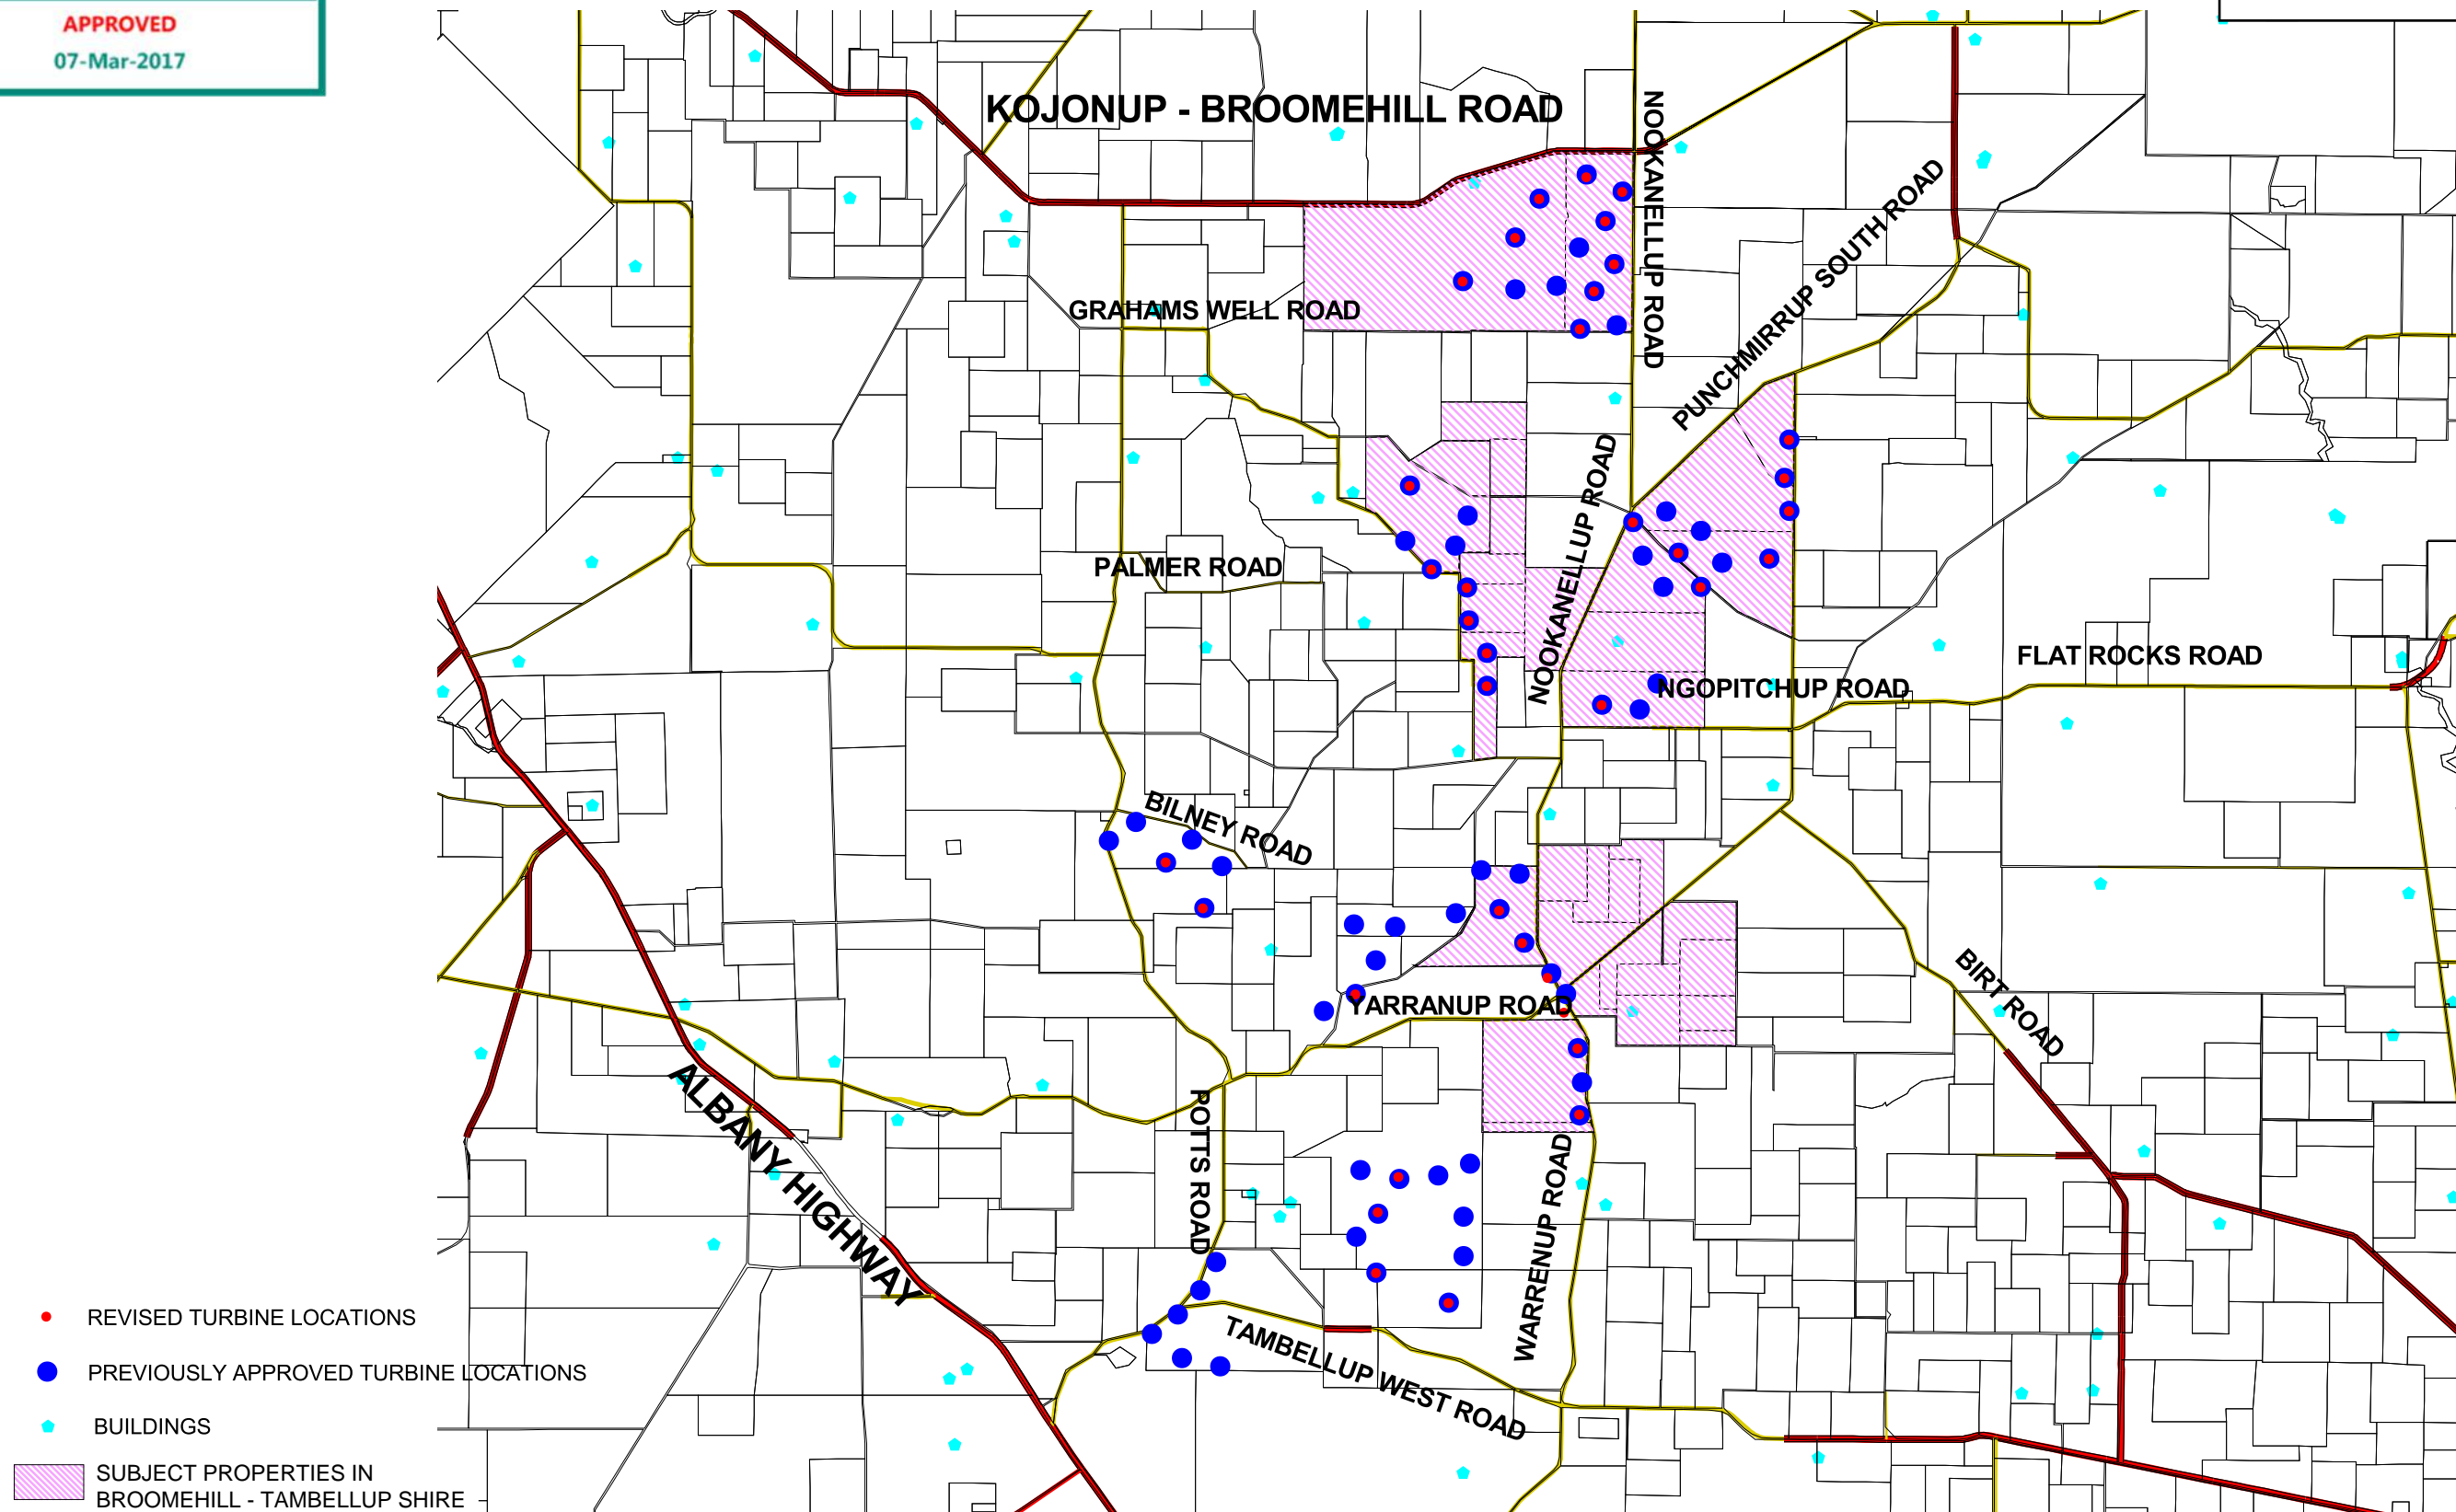 APPROVED
07-Mar-2017
KOJONUP - BROOMEHILL ROAD
NOOKANELLUP ROAD
PUNCHMIRRUP SOUTH ROAD
GRAHAMS WELL ROAD
NOOKANELLUP ROAD
PALMER ROAD
FLAT ROCKS ROAD
NGOPITCHUP ROAD
BILNEY ROAD
BIRT ROAD
YARRANUP ROAD
ALBANY HIGHWAY
POTTS ROAD
WARRENUP ROAD
TAMBELLUP WEST ROAD
REVISED TURBINE LOCATIONS
PREVIOUSLY APPROVED TURBINE LOCATIONS
BUILDINGS
SUBJECT PROPERTIES IN
BROOMEHILL - TAMBELLUP SHIRE